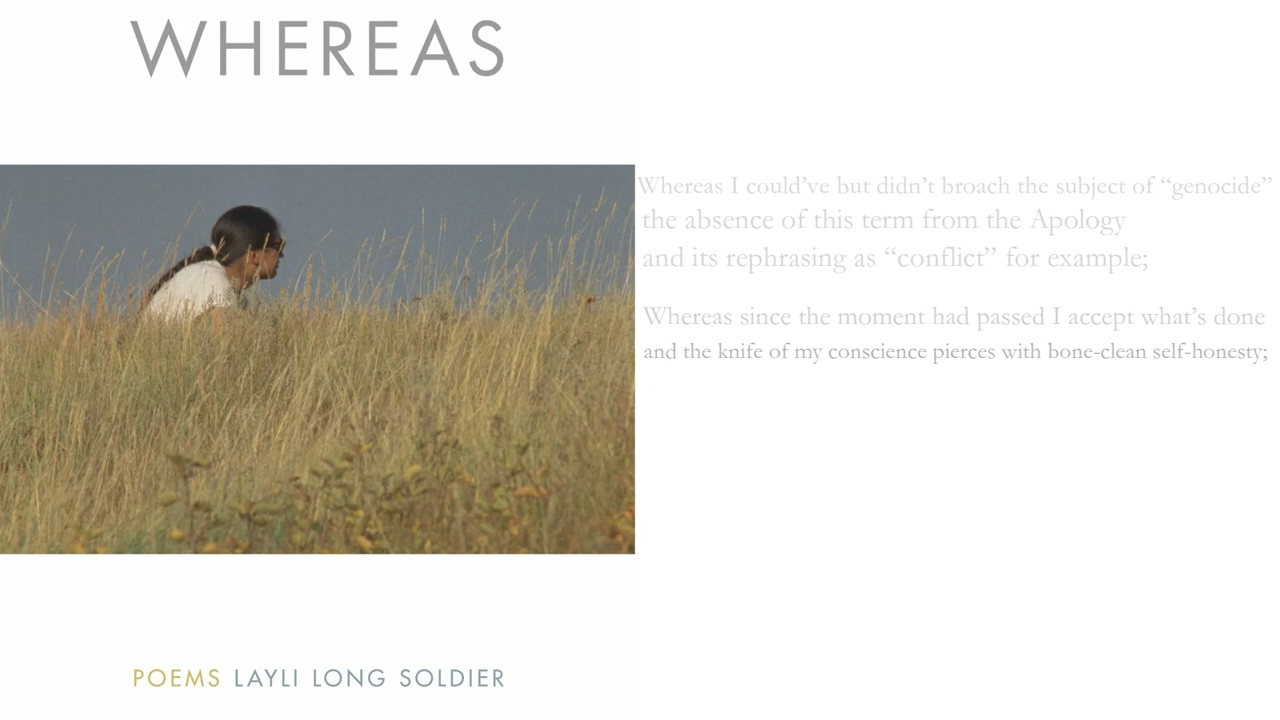 WHEREAS
Whereas I could’ve but didn’t broach the subject of “genocide”
the absence of this term from the Apology
and its rephrasing as “conflict” for example;
Whereas since the moment had passed I accept what’s done
and the knife of my conscience pierces with bone-clean self-honesty;
POEMS LAYLI LONG SOLDIER